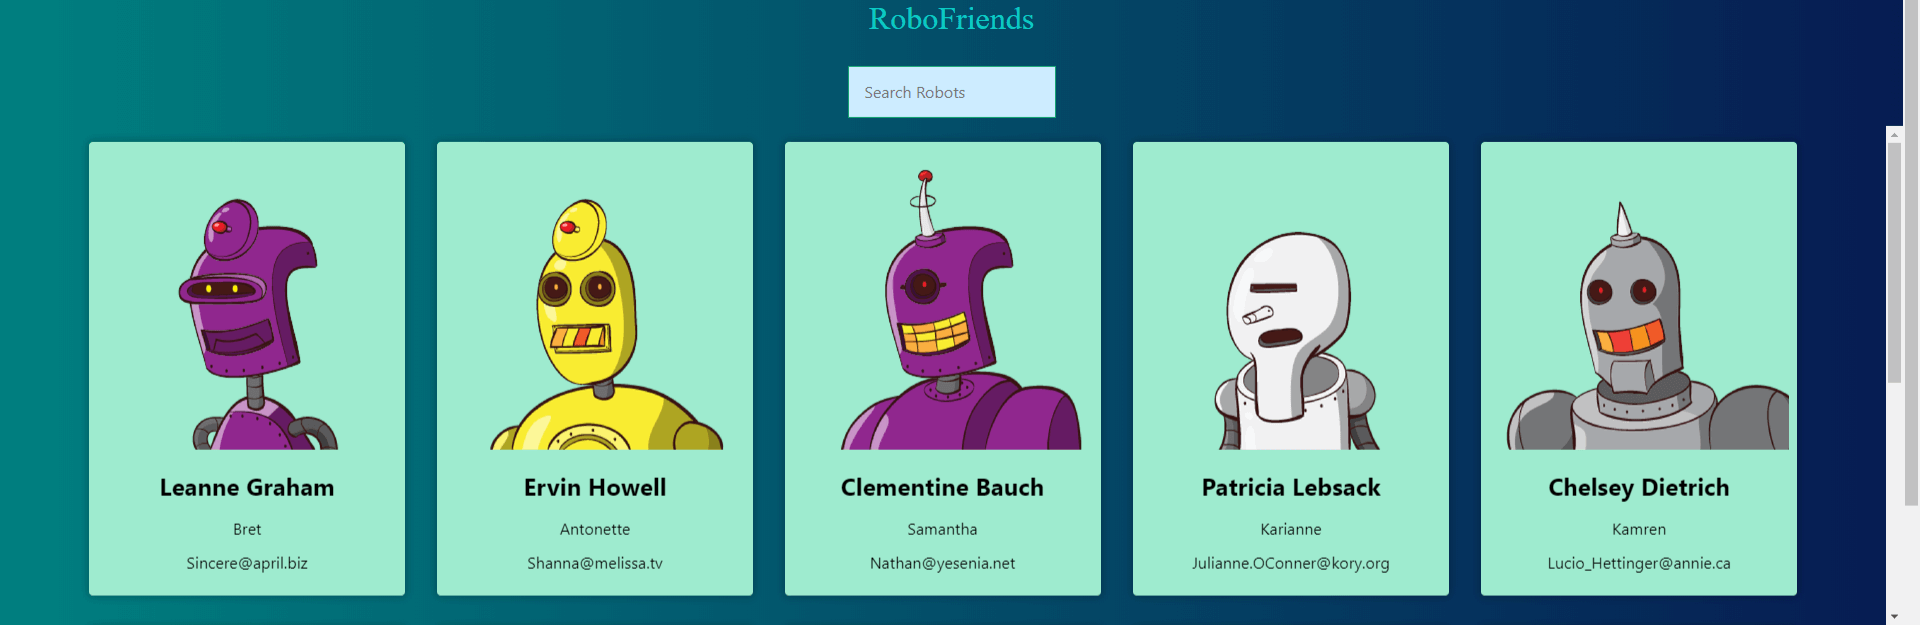 RoboFriends
Search Robots
Leanne Graham
Bret
Sincere@april.biz
Ervin Howell
Antonette
Shanna@melissa.tv
Clementine Bauch
Samantha
Nathan@yesenia.net
Patricia Lebsack
Karianne
Julianne.OConner@kory.org
Chelsey Dietrich
Kamren
Lucio_Hettinger@annie.ca